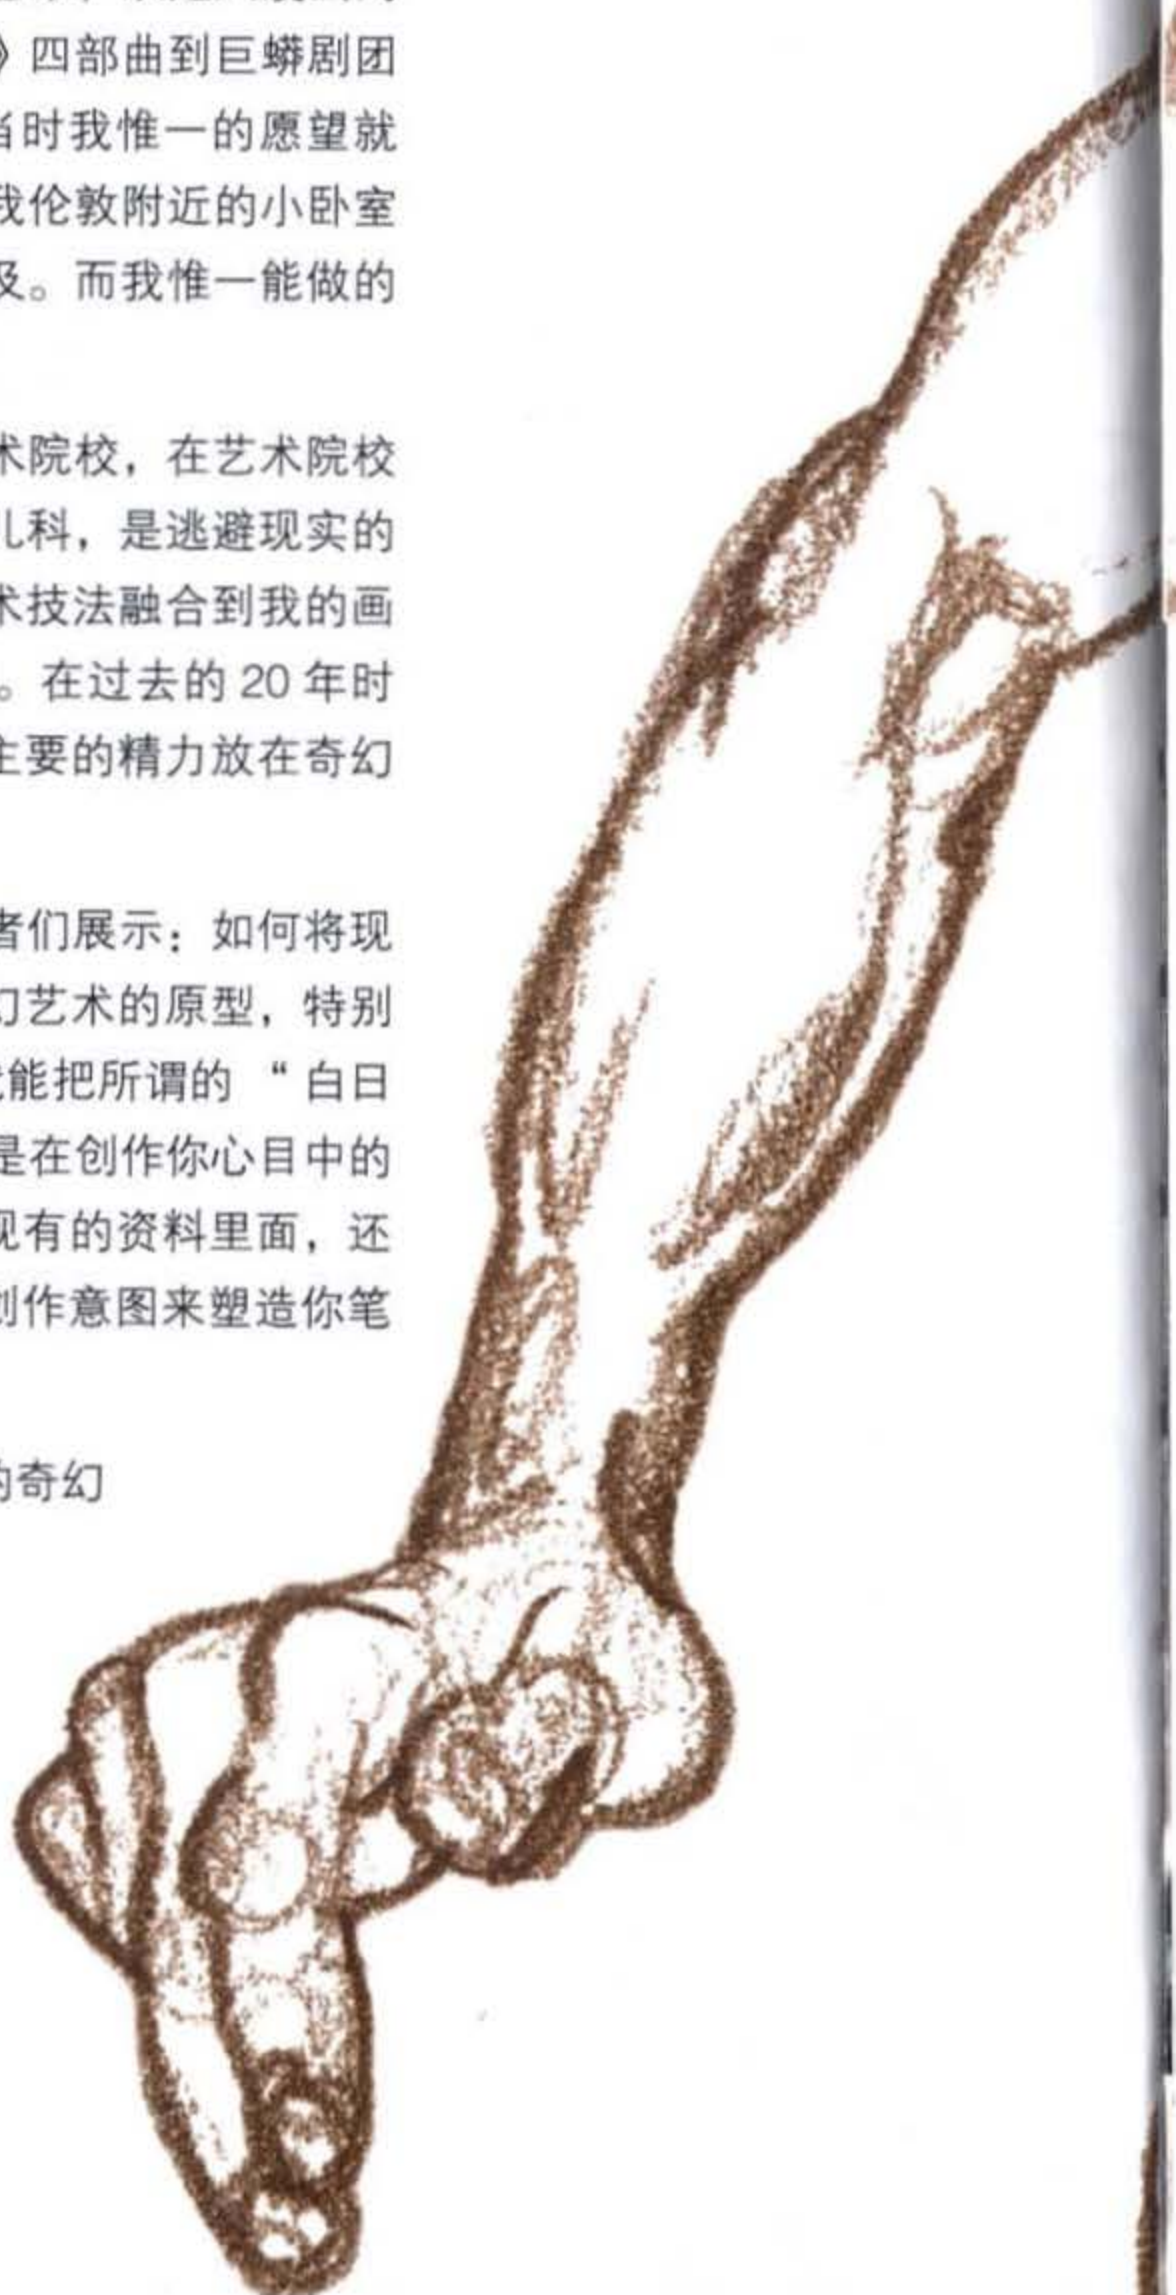 》四部曲到巨蟒剧团
当时我惟一的愿望就
我伦敦附近的小卧室
及。而我惟一能做的
术院校，在艺术院校
儿科，是逃避现实的
术技法融合到我的画
。在过去的 20 年时
主要的精力放在奇幻
者们展示：如何将现
幻艺术的原型，特别
能把所谓的 “ 白日
是在创作你心目中的
现有的资料里面，还
创作意图来塑造你笔
的奇幻